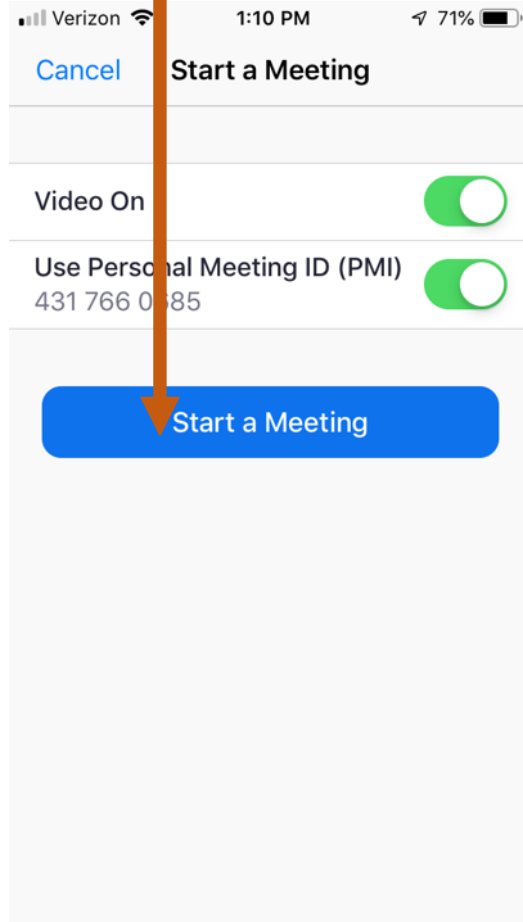 Verizon 1:10 PM 71%
Cancel Start a Meeting
Video On
Use Personal Meeting ID (PMI)
431 766
Start a Meeting